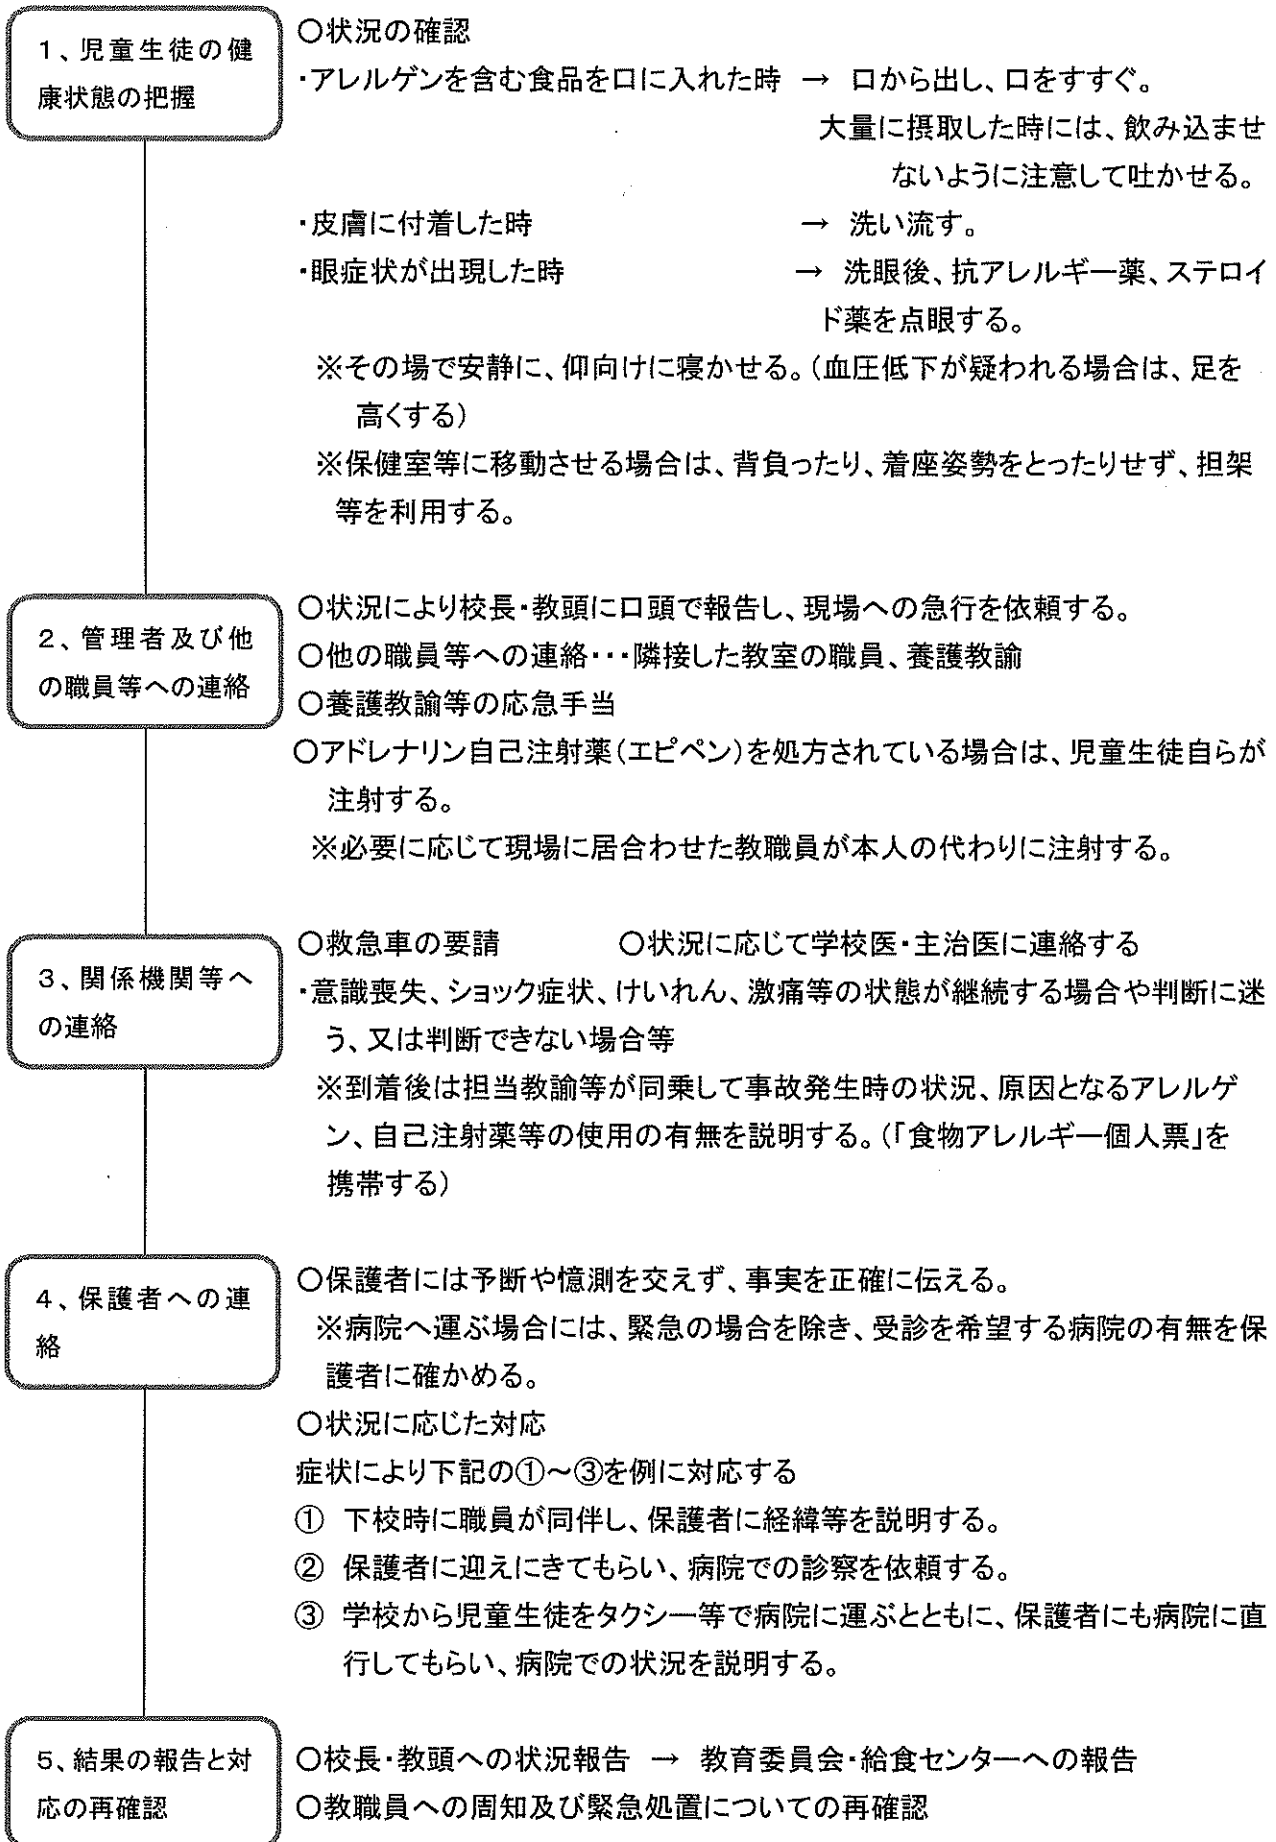 1、児童生徒の健
康状態の把握
○状況の確認
・アレルゲンを含む食品を口に入れた時 → 口から出し、口をすすぐ。
大量に摂取した時には、飲み込ませ
ないように注意して吐かせる。
・皮膚に付着した時 → 洗い流す。
・眼症状が出現した時 → 洗眼後、抗アレルギー薬、ステロイ
ド薬を点眼する。
※その場で安静に、仰向けに寝かせる。(血圧低下が疑われる場合は、足を
高くする)
※保健室等に移動させる場合は、背負ったり、着座姿勢をとったりせず、担架
等を利用する。
2、管理者及び他
の職員等への連絡
○状況により校長・教頭に口頭で報告し、現場への急行を依頼する。
○他の職員等への連絡・・・隣接した教室の職員、養護教諭
○養護教諭等の応急手当
○アドレナリン自己注射薬(エピペン)を処方されている場合は、児童生徒自らが
注射する。
※必要に応じて現場に居合わせた教職員が本人の代わりに注射する。
3、関係機関等へ
の連絡
○救急車の要請 ○状況に応じて学校医・主治医に連絡する
・意識喪失、ショック症状、けいれん、激痛等の状態が継続する場合や判断に迷
う、又は判断できない場合等
※到着後は担当教諭等が同乗して事故発生時の状況、原因となるアレルゲ
ン、自己注射薬等の使用の有無を説明する。(「食物アレルギー個人票」を
携帯する)
4、保護者への連
絡
○保護者には予断や憶測を交えず、事実を正確に伝える。
※病院へ運ぶ場合には、緊急の場合を除き、受診を希望する病院の有無を保
護者に確かめる。
○状況に応じた対応
症状により下記の①~③を例に対応する
① 下校時に職員が同伴し、保護者に経緯等を説明する。
② 保護者に迎えにきてもらい、病院での診察を依頼する。
③ 学校から児童生徒をタクシー等で病院に運ぶとともに、保護者にも病院に直
行してもらい、病院での状況を説明する。
5、結果の報告と対
応の再確認
○校長・教頭への状況報告 → 教育委員会・給食センターへの報告
○教職員への周知及び緊急処置についての再確認